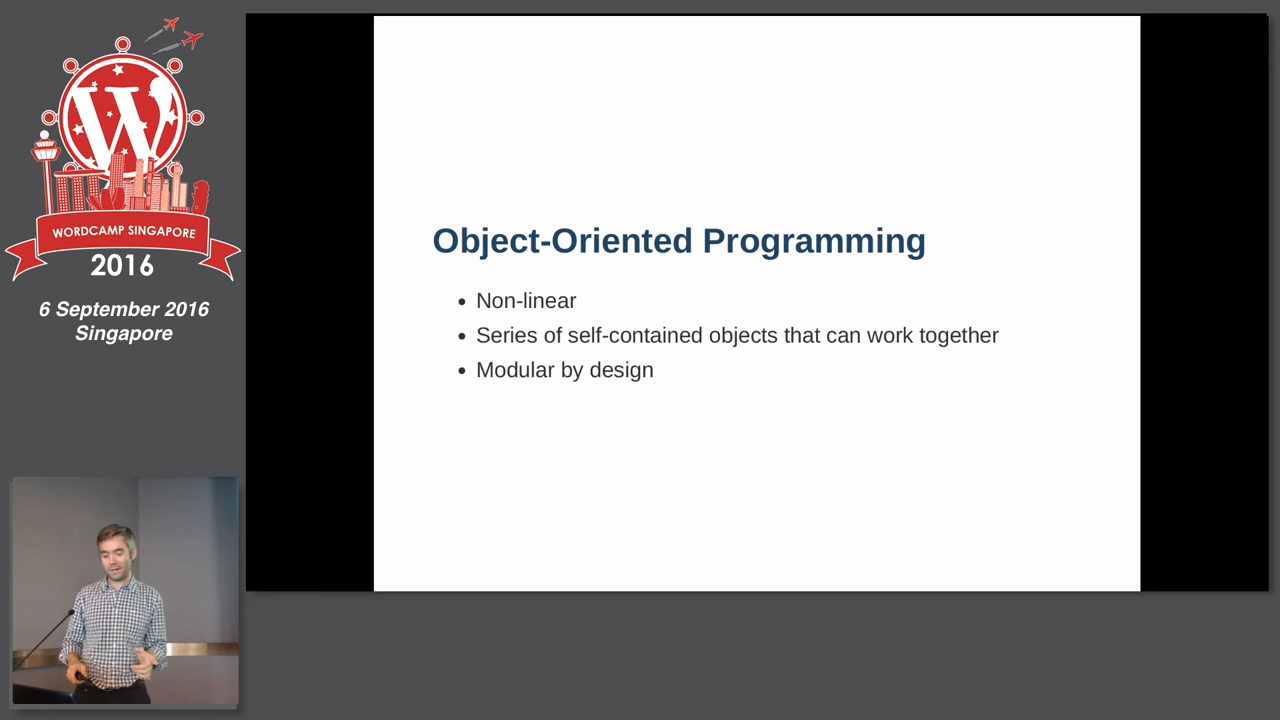 W
WORDCAMP SINGAPORE
2016
6 September 2016
Singapore
Object-Oriented Programming
• Non-linear
• Series of self-contained objects that can work together
• Modular by design